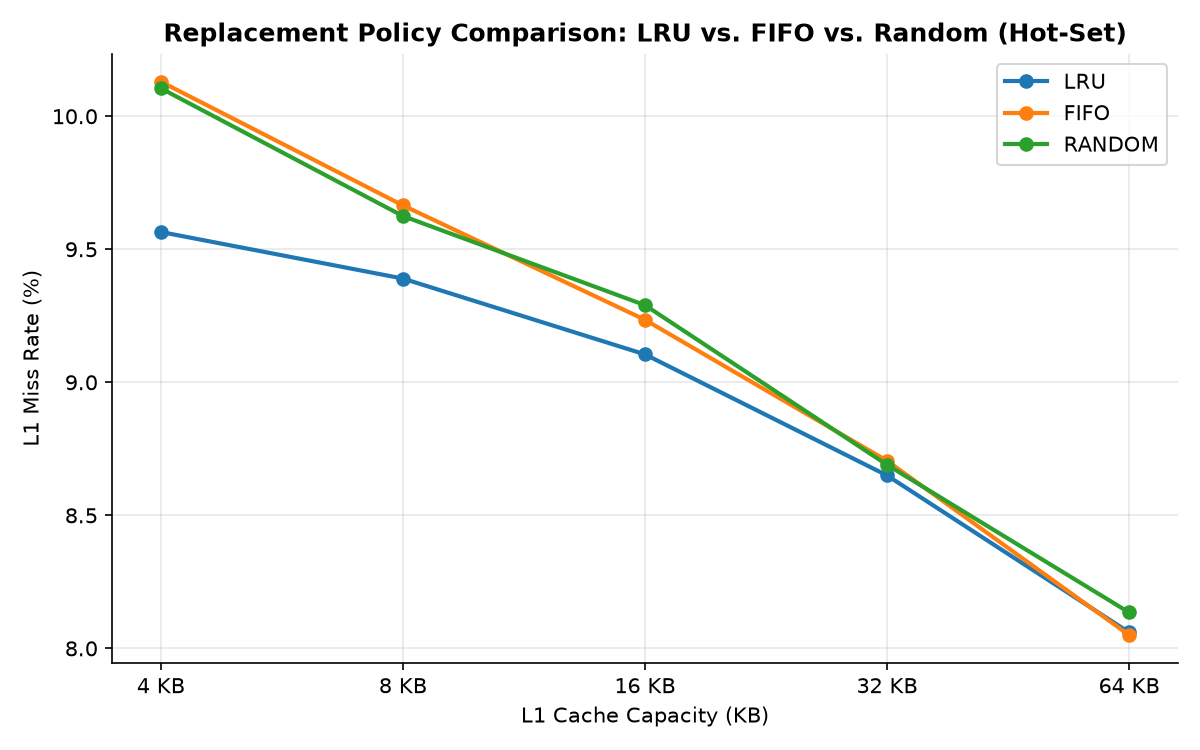 Replacement Policy Comparison: LRU vs. FIFO vs. Random (Hot-Set)
LRU
FIFO
RANDOM
L1 Miss Rate (%)
10.0
9.5
9.0
8.5
8.0
4 KB
8 KB
16 KB
32 KB
64 KB
L1 Cache Capacity (KB)